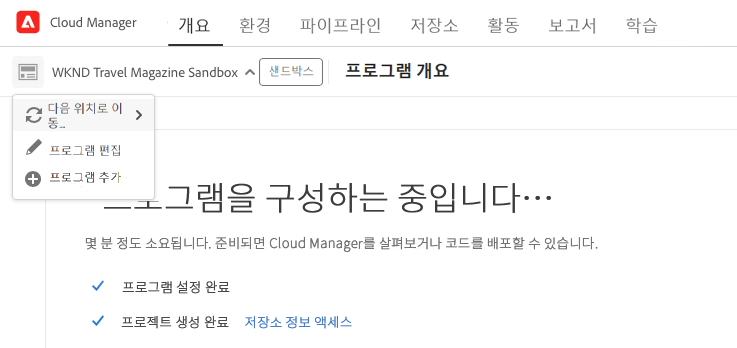 Cloud Manager
개요 환경 파이프라인 저장소 활동 보고서 학습
WKND Travel Magazine Sandbox 샌드박스 프로그램 개요
다음 위치로 이
동...
프로그램 편집
프로그램 추가
프로그램을 구성하는 중입니다...
몇 분 정도 소요됩니다. 준비되면 Cloud Manager를 살펴보거나 코드를 배포할 수 있습니다.
프로그램 설정 완료
프로젝트 생성 완료 저장소 정보 액세스